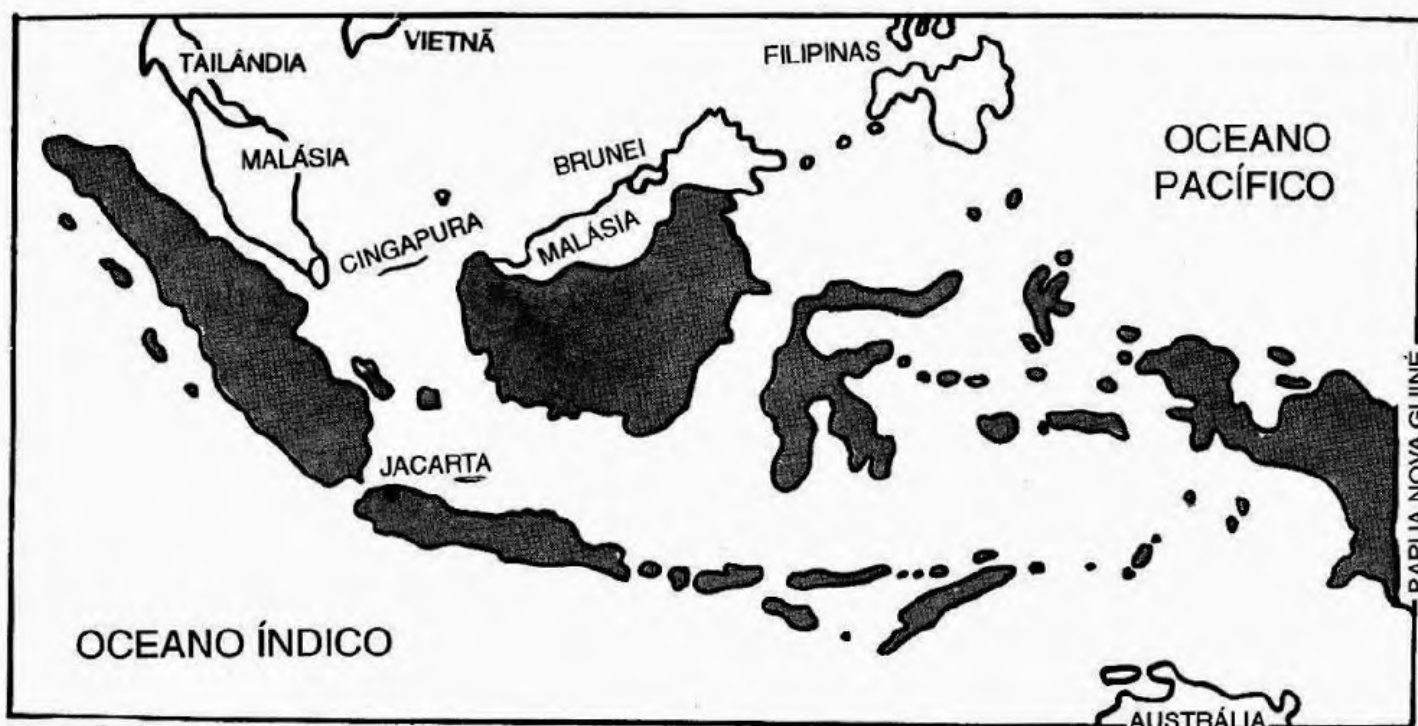 VIETNÃ
FILIPINAS
TAILÂNDIA
OCEANO
PACÍFICO
MALÁSIA
BRUNEI
CINGAPURA
MALÁSIA
PAPUA NOVA GUINÉ
JACARTA
OCEANO ÍNDICO
AUSTRÁLIA